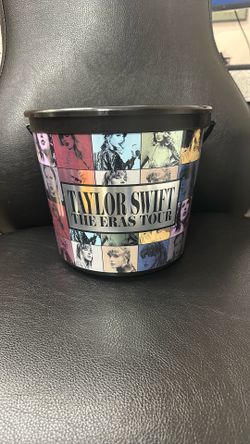 TAYLOR SWIFT
THE ERAS TOUR